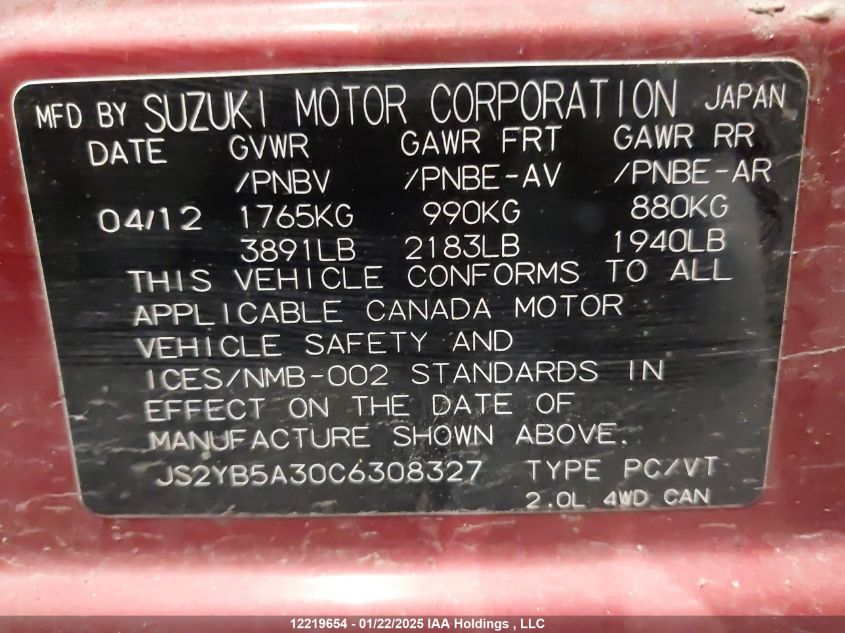 MFD BY SUZUKI MOTOR CORPORATION JAPAN
DATE GVWR GAWR FRT GAWR RR
/PNBV /PNBE-AV /PNBE-AR
04/12 1765KG 990KG 880KG
3891LB 2183LB 1940LB
THIS VEHICLE CONFORMS TO ALL
APPLICABLE CANADA MOTOR
VEHICLE SAFETY AND
ICES/NMB-002 STANDARDS IN
EFFECT ON THE DATE OF
MANUFACTURE SHOWN ABOVE.
JS2YB5A30C6308327 TYPE PC/VT
2.0L 4WD CAN
12219654 - 01/22/2025 IAA Holdings , LLC